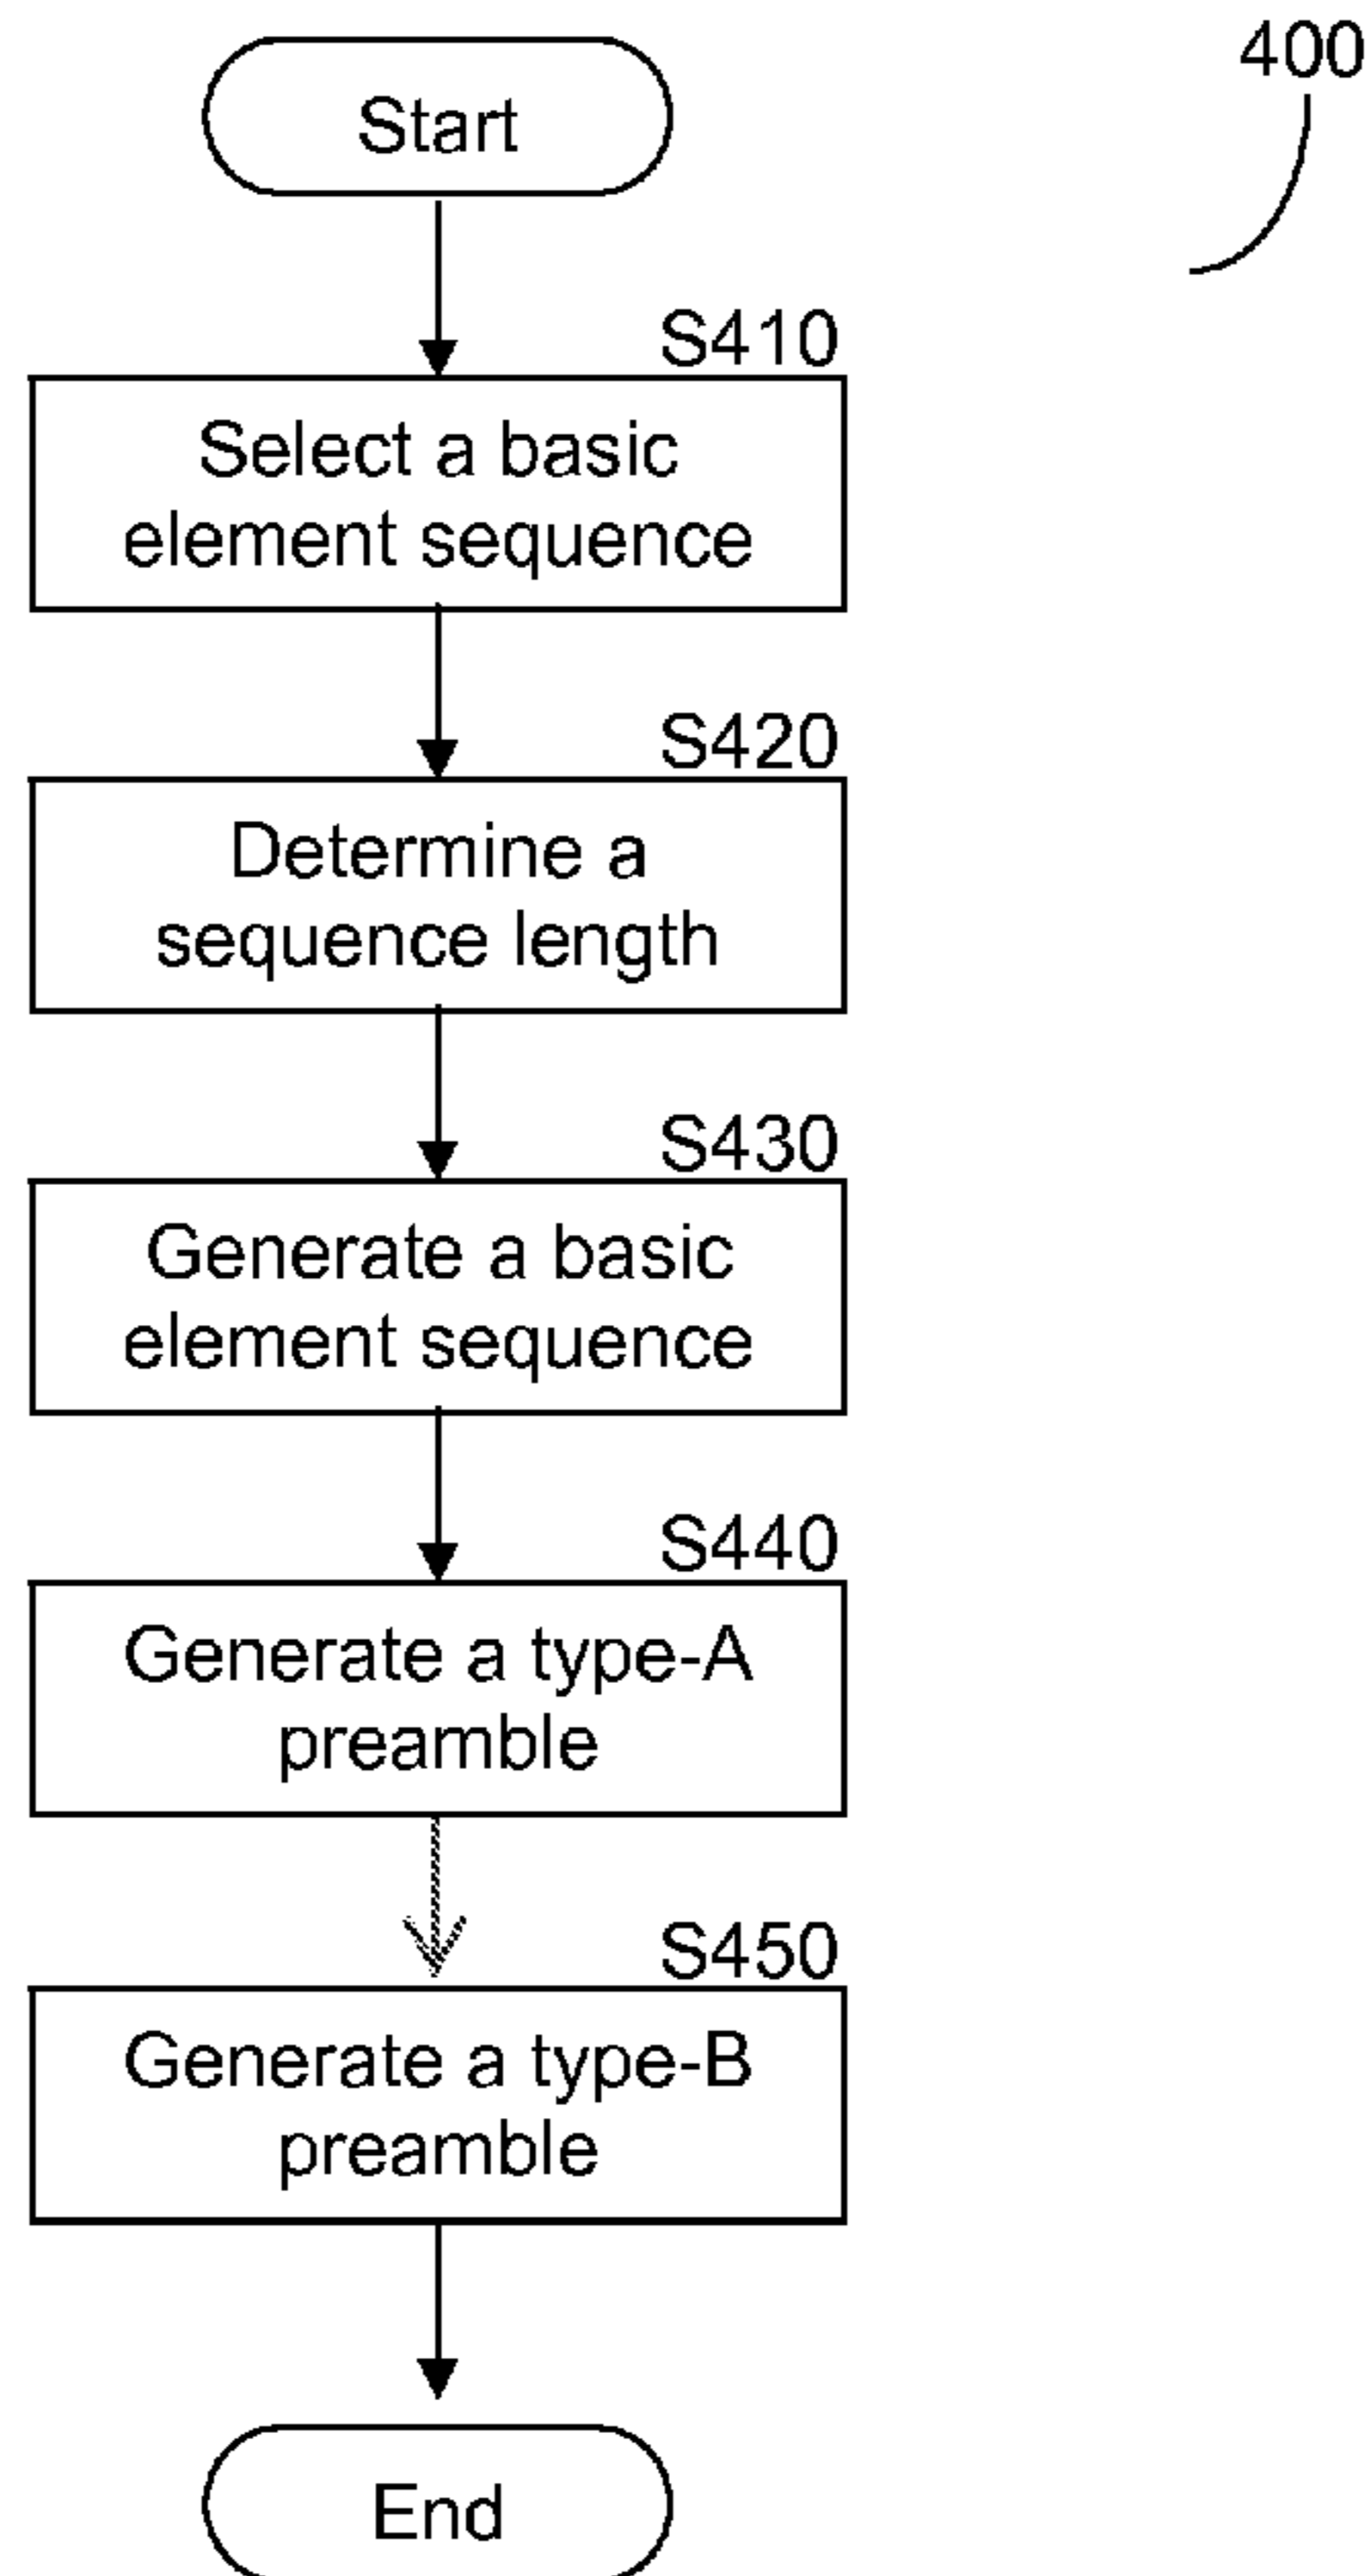 400
Start
S410
Select a basic
element sequence
S420
Determine a
sequence length
S430
Generate a basic
element sequence
S440
Generate a type-A
preamble
S450
Generate a type-B
preamble
End